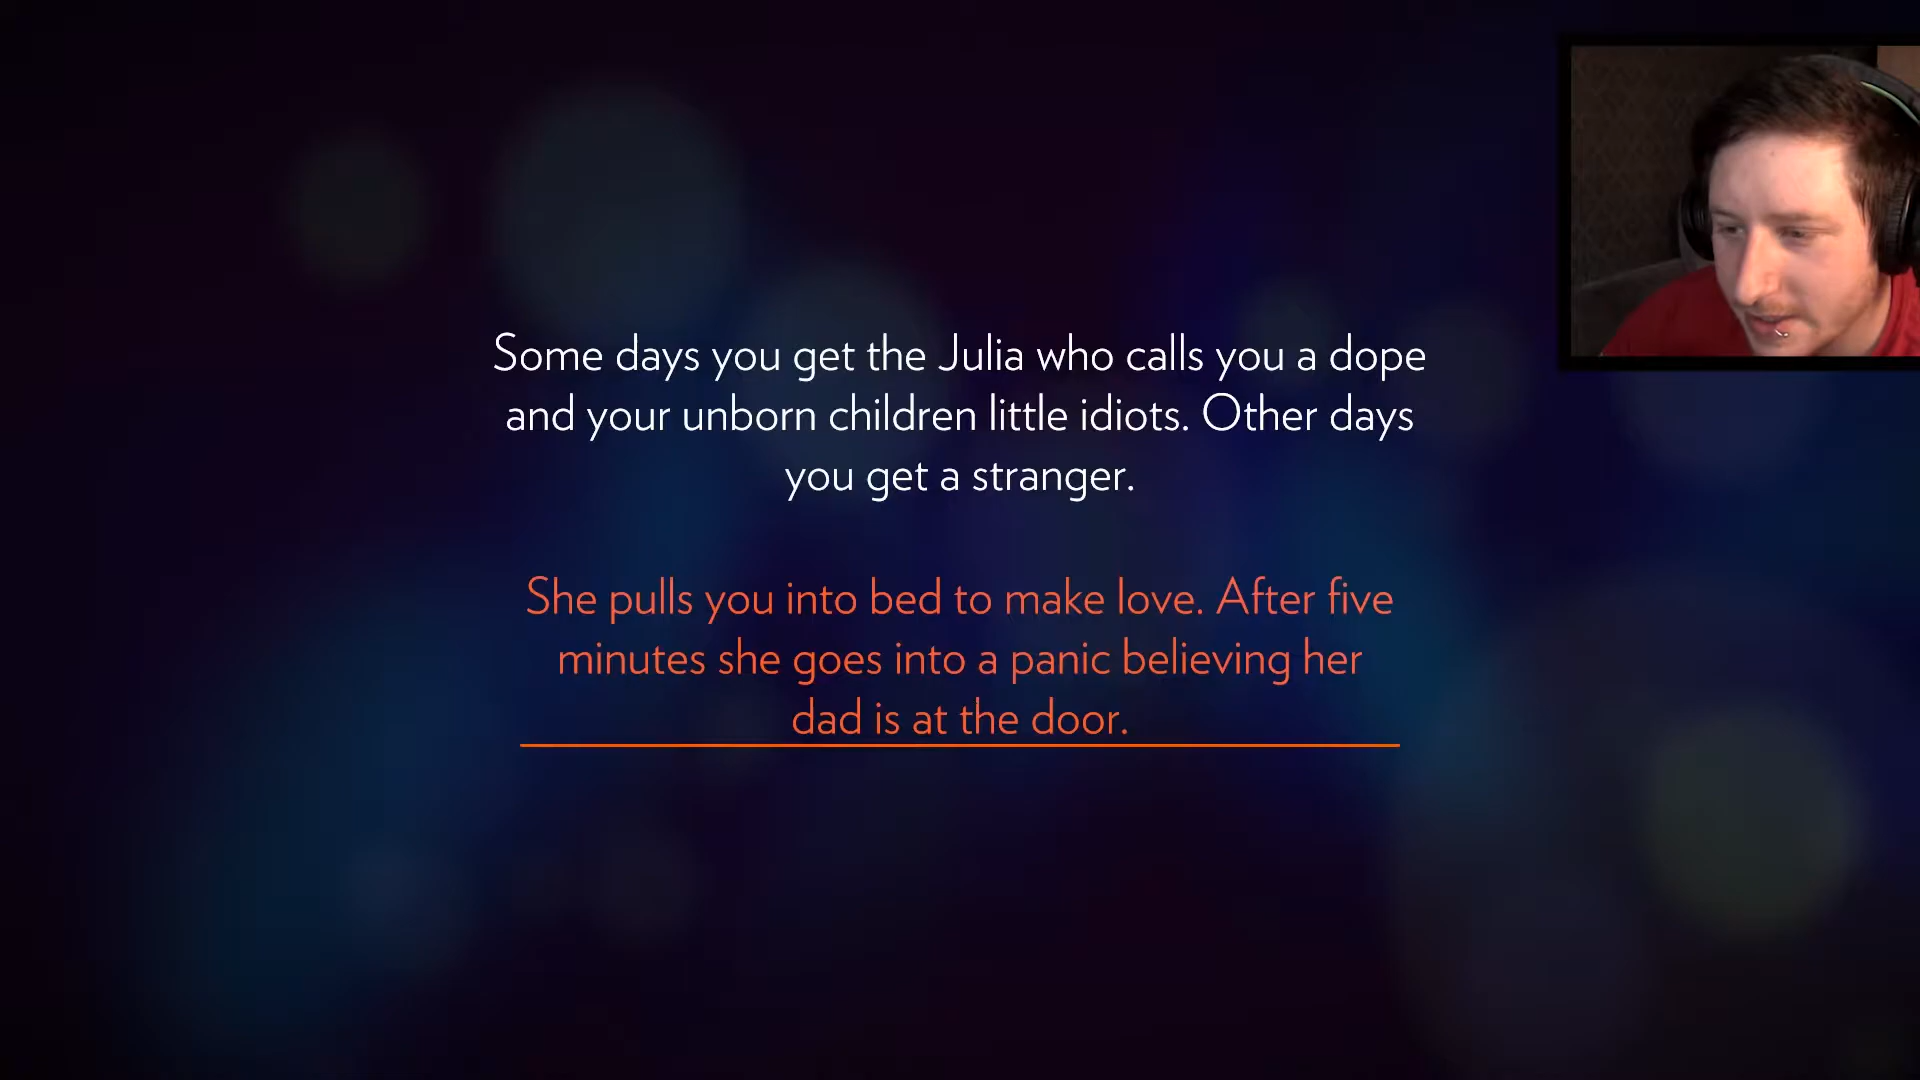 Some days you get the Julia who calls you a dope
and your unborn children little idiots. Other days
you get a stranger.
She pulls you into bed to make love. After five
minutes she goes into a panic believing her
dad is at the door.